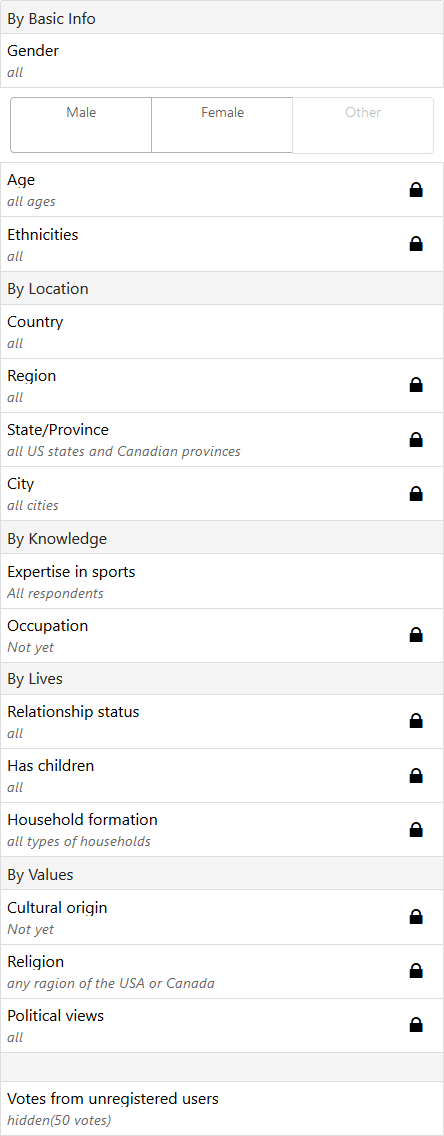 By Basic Info
Gender
all
Male Female Other
Age
all ages
Ethnicities
all
By Location
Country
all
Region
all
State/Province
all US states and Canadian provinces
City
all cities
By Knowledge
Expertise in sports
All respondents
Occupation
Not yet
By Lives
Relationship status
all
Has children
all
Household formation
all types of households
By Values
Cultural origin
Not yet
Religion
any ragion of the USA or Canada
Political views
all
Votes from unregistered users
hidden(50 votes)